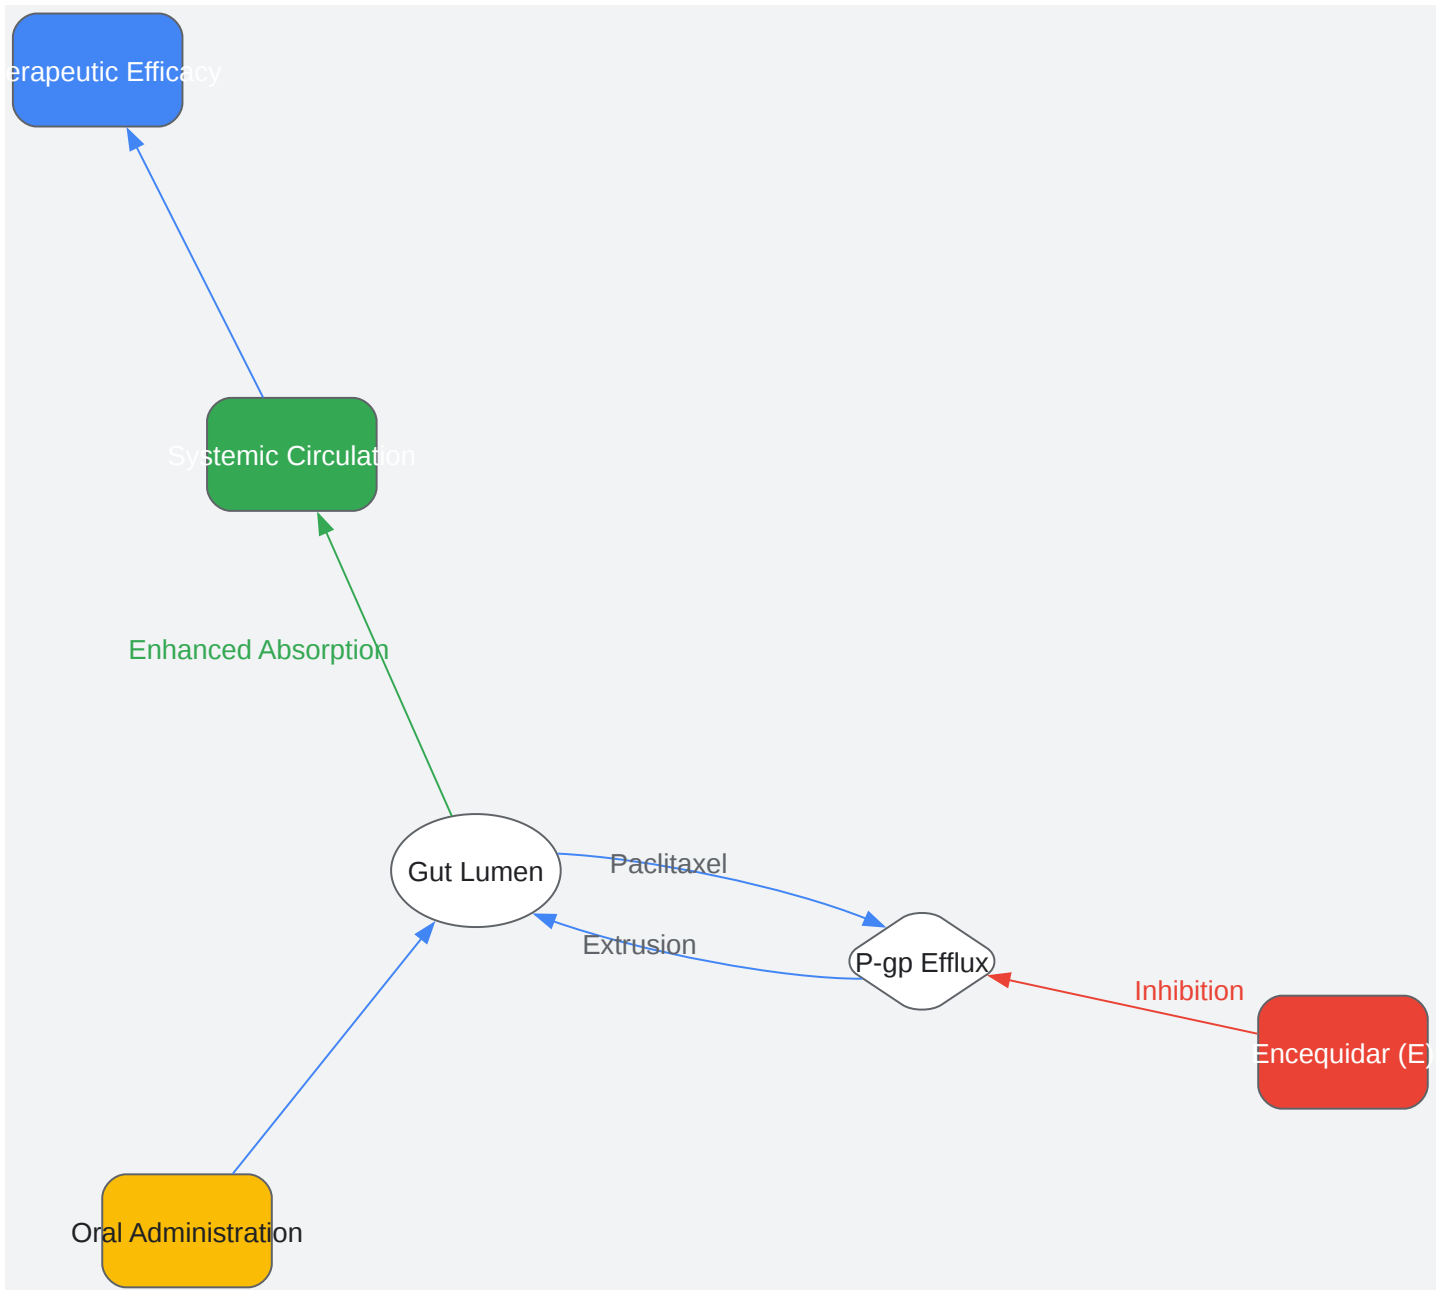 erapeutic Efficacy
Systemic Circulation
Enhanced Absorption
Gut Lumen
Paclitaxel
Extrusion
P-gp Efflux
Inhibition
Encequidar (E)
Oral Administration